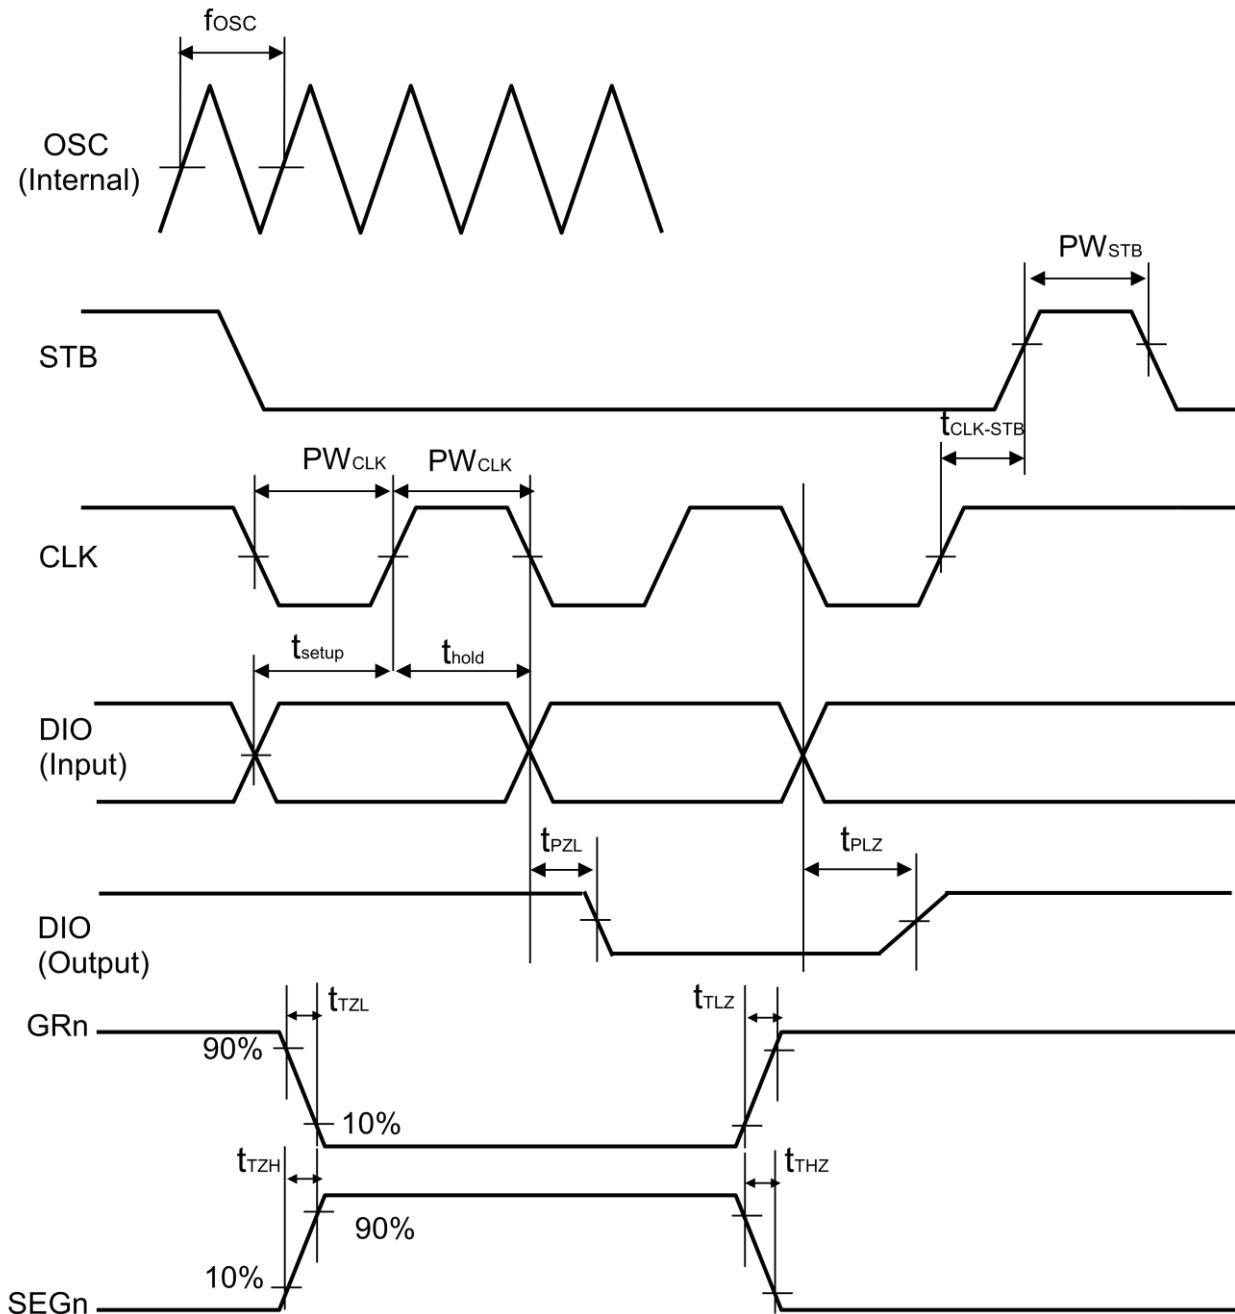 fOSC
OSC
(Internal)
PWSTB
STB
tCLK-STB
PWCLK PWCLK
CLK
tsetup thold
DIO
(Input)
tPZL tPLZ
DIO
(Output)
tTZL tTLZ
GRn
90%
10%
tTZH tTHZ
90%
10%
SEGn